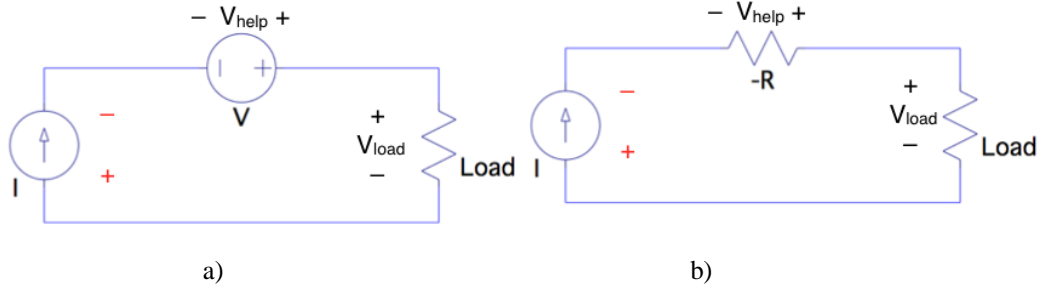 − Vhelp +
V
−
+
I
+
Vload
−
Load
a)
− Vhelp +
-R
−
+
I
+
Vload
−
Load
b)